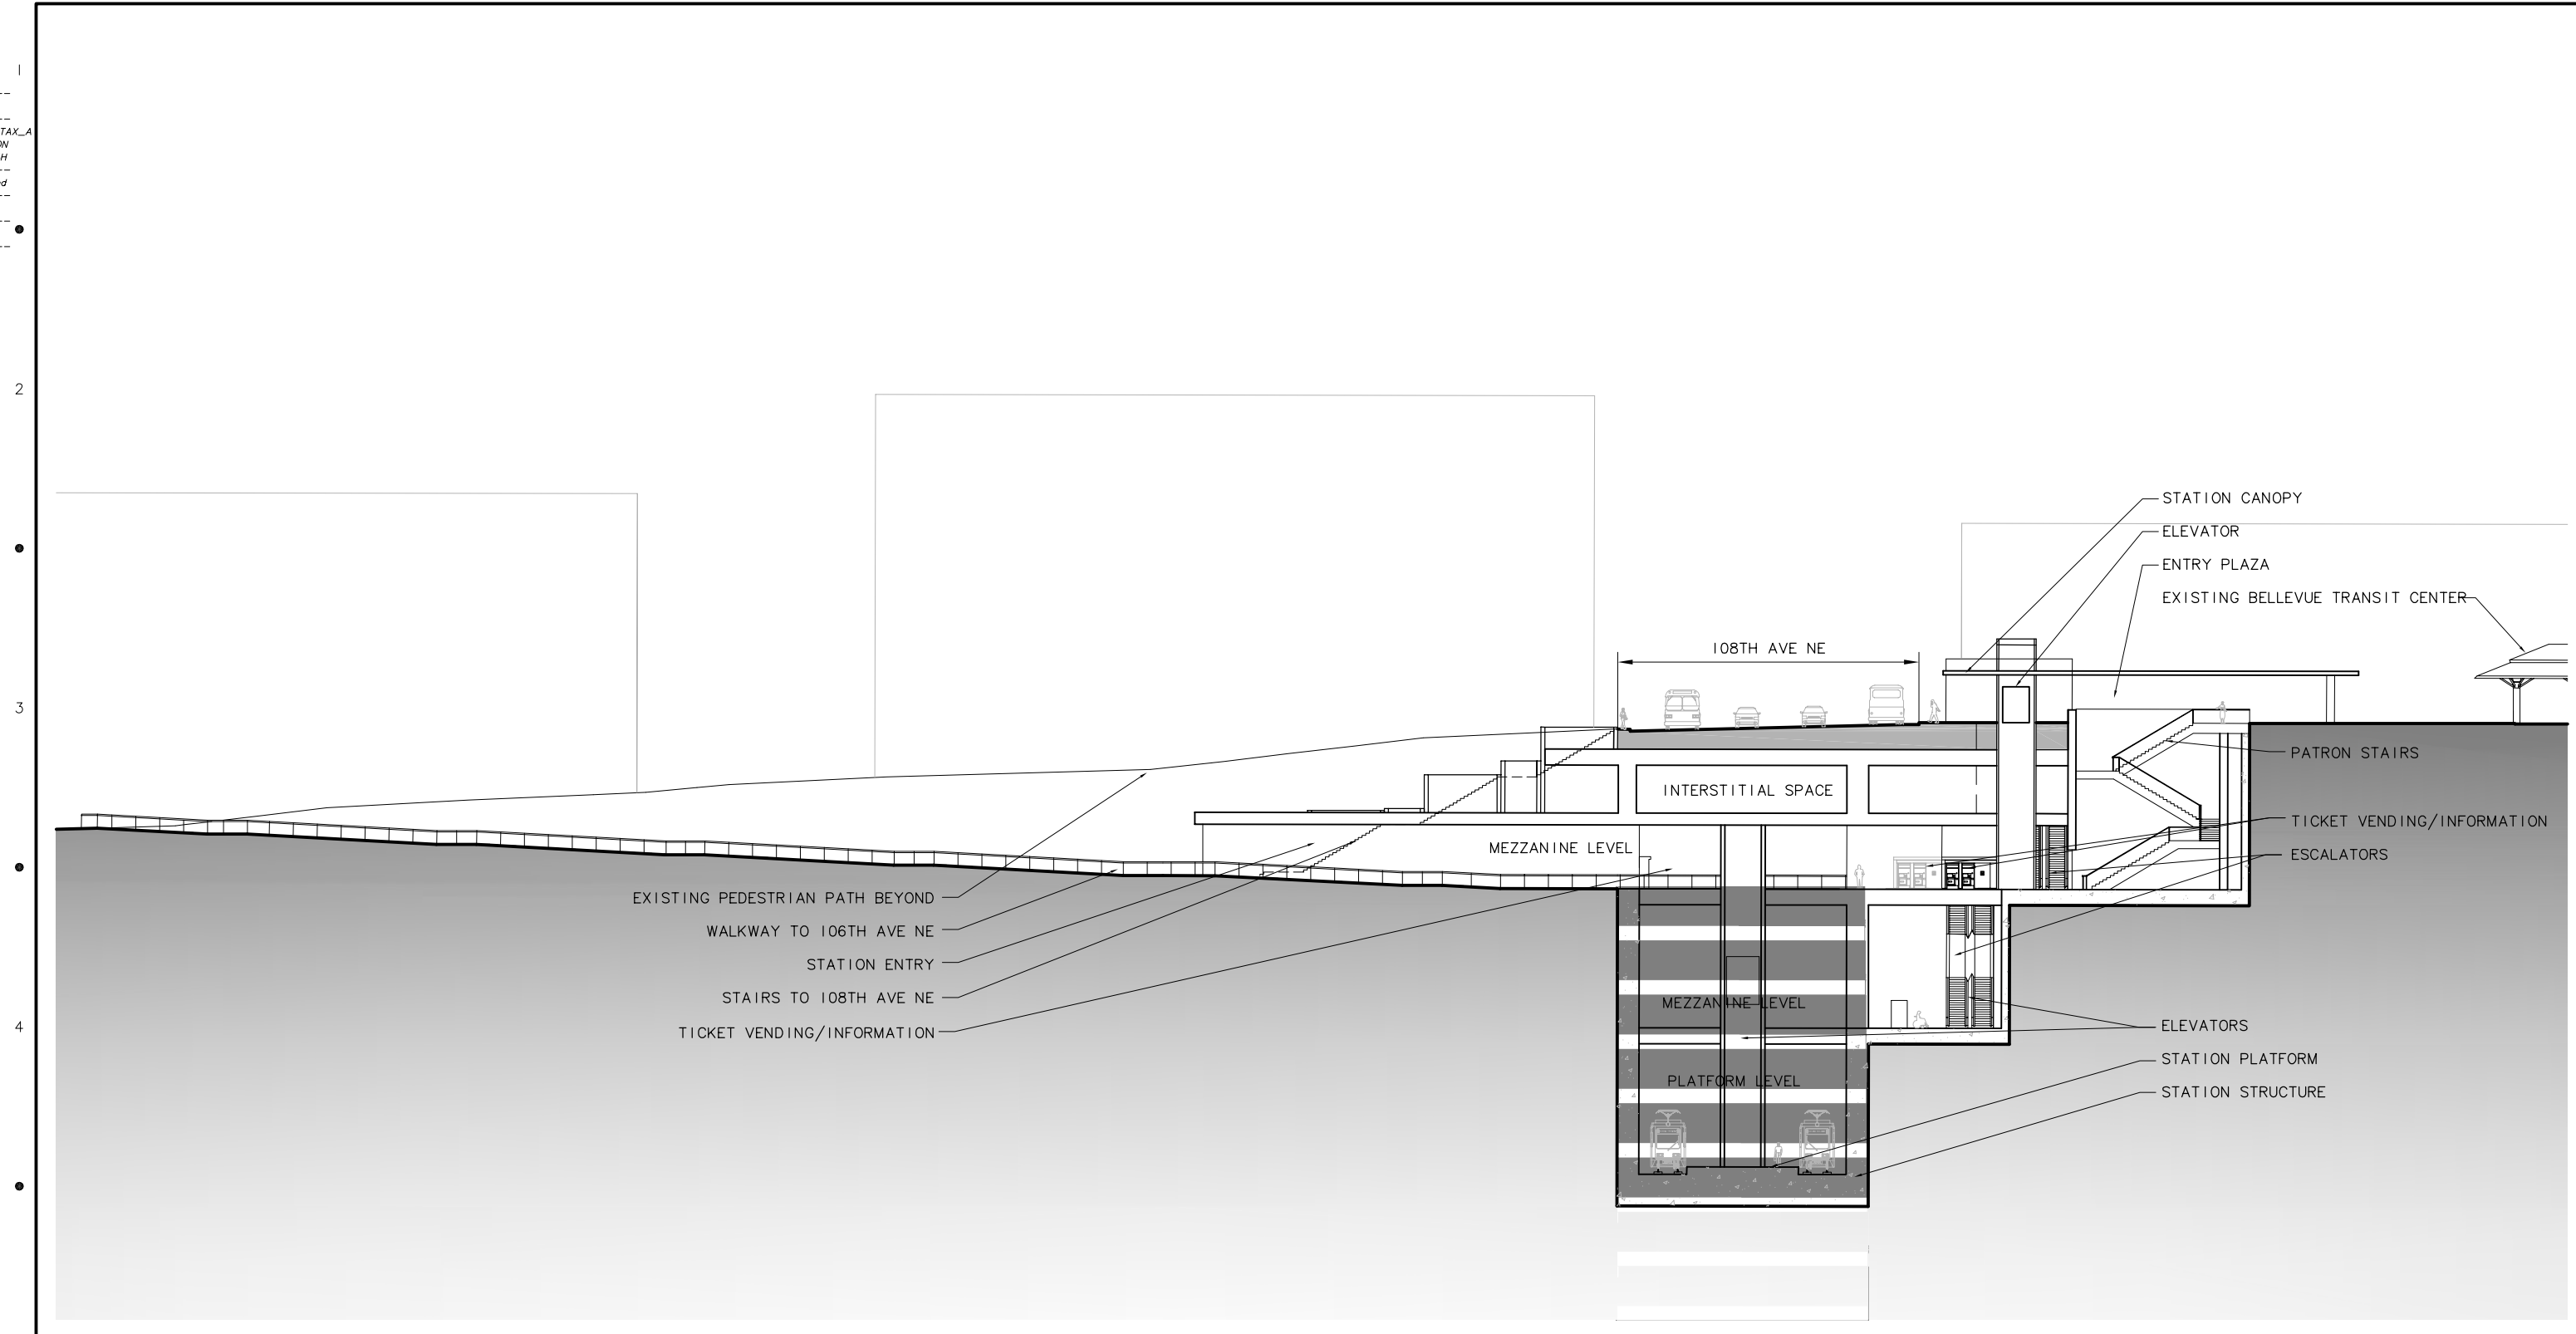 1
TAX_A
ON
H
d
2
STATION CANOPY
ELEVATOR
ENTRY PLAZA
EXISTING BELLEVUE TRANSIT CENTER
108TH AVE NE
3
PATRON STAIRS
INTERSTITIAL SPACE
TICKET VENDING/INFORMATION
MEZZANINE LEVEL
ESCALATORS
EXISTING PEDESTRIAN PATH BEYOND
WALKWAY TO 106TH AVE NE
STATION ENTRY
STAIRS TO 108TH AVE NE
TICKET VENDING/INFORMATION
MEZZANINE LEVEL
4
ELEVATORS
STATION PLATFORM
PLATFORM LEVEL
STATION STRUCTURE